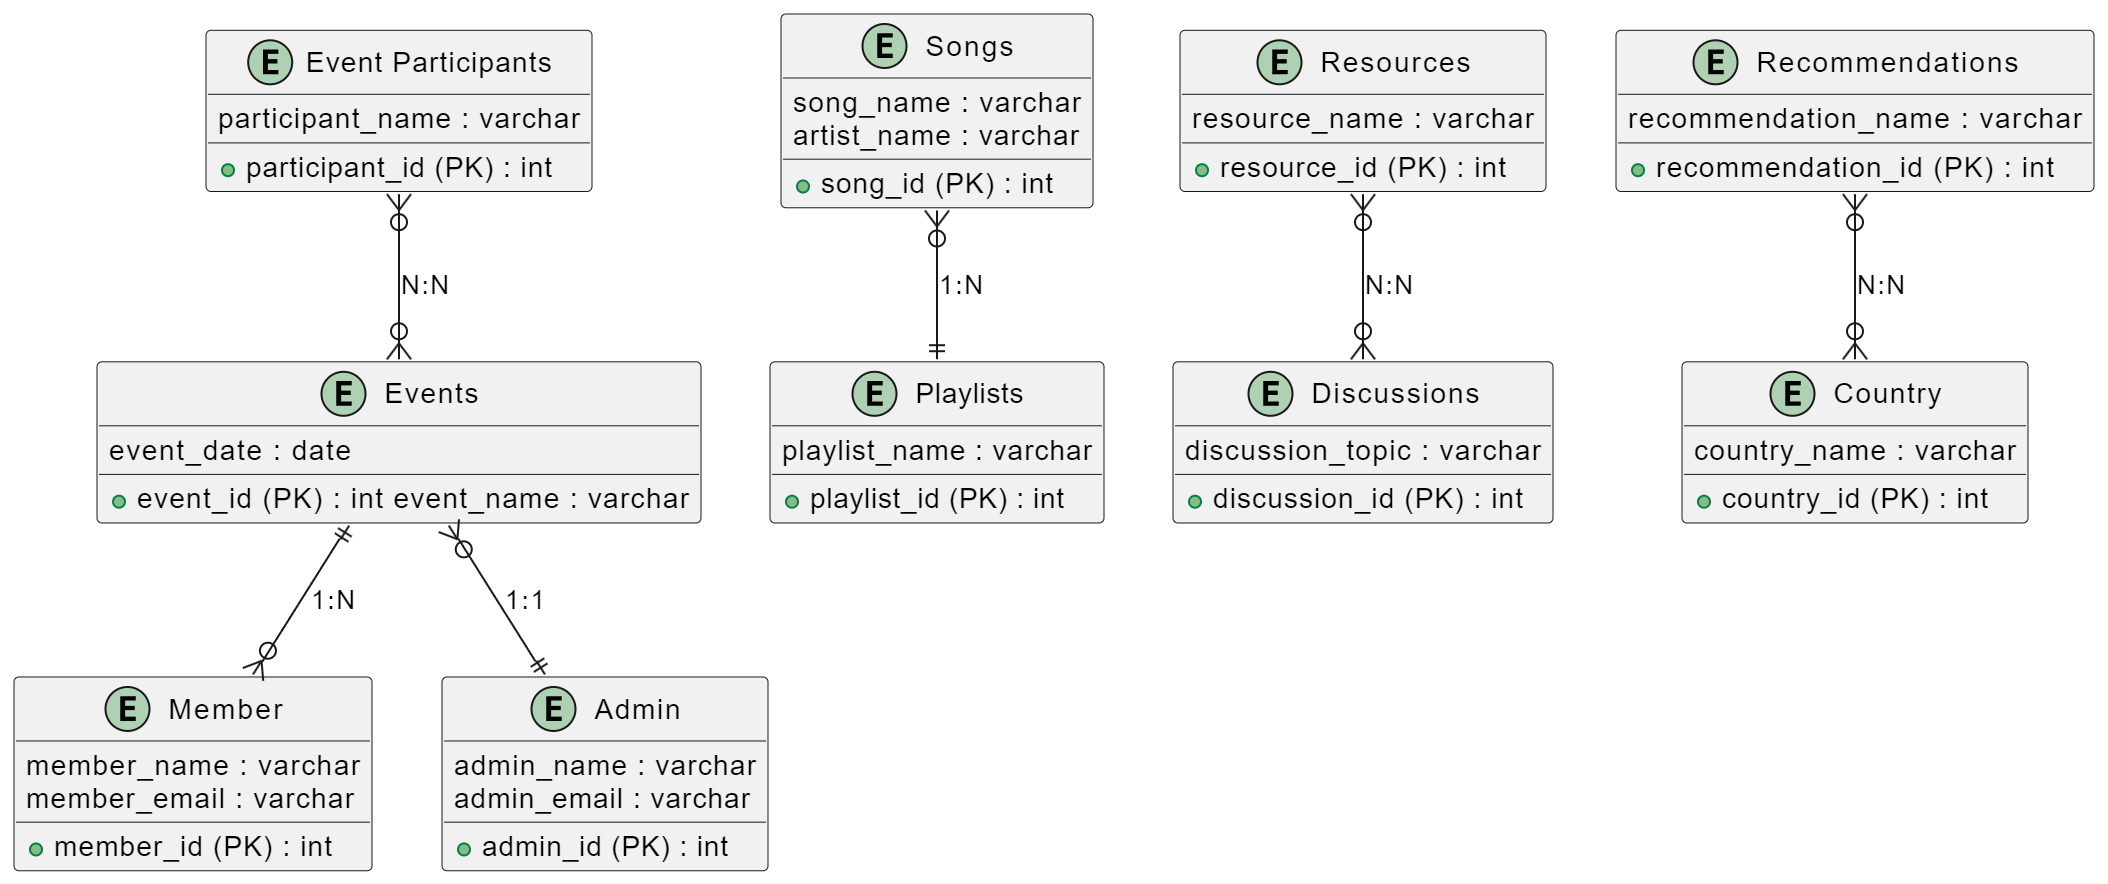 E Event Participants
participant_name : varchar
participant_id (PK) : int
E Songs
song_name : varchar
artist_name : varchar
song_id (PK) : int
E Resources
resource_name : varchar
resource_id (PK) : int
E Recommendations
recommendation_name : varchar
recommendation_id (PK) : int
N:N
1:N
N:N
N:N
E Events
event_date : date
event_id (PK) : int event_name : varchar
E Playlists
playlist_name : varchar
playlist_id (PK) : int
E Discussions
discussion_topic : varchar
discussion_id (PK) : int
E Country
country_name : varchar
country_id (PK) : int
1:N
1:1
E Member
member_name : varchar
member_email : varchar
member_id (PK) : int
E Admin
admin_name : varchar
admin_email : varchar
admin_id (PK) : int